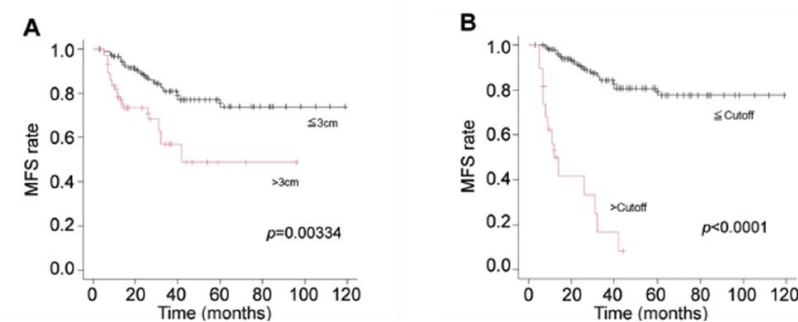 A
MFS rate
1.0
0.8
0.6
0.4
0.2
0.0
≦3cm
>3cm
p=0.00334
0 20 40 60 80 100 120
Time (months)
B
MFS rate
1.0
0.8
0.6
0.4
0.2
0.0
≦Cutoff
>Cutoff
p<0.0001
0 20 40 60 80 100 120
Time (months)